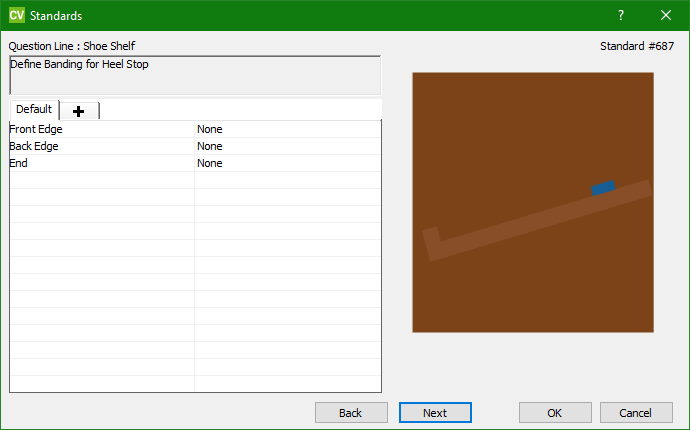 CV Standards ?
Question Line : Shoe Shelf Standard #687
Define Banding for Heel Stop
Default
Front Edge None
Back Edge None
End None
Back Next OK Cancel